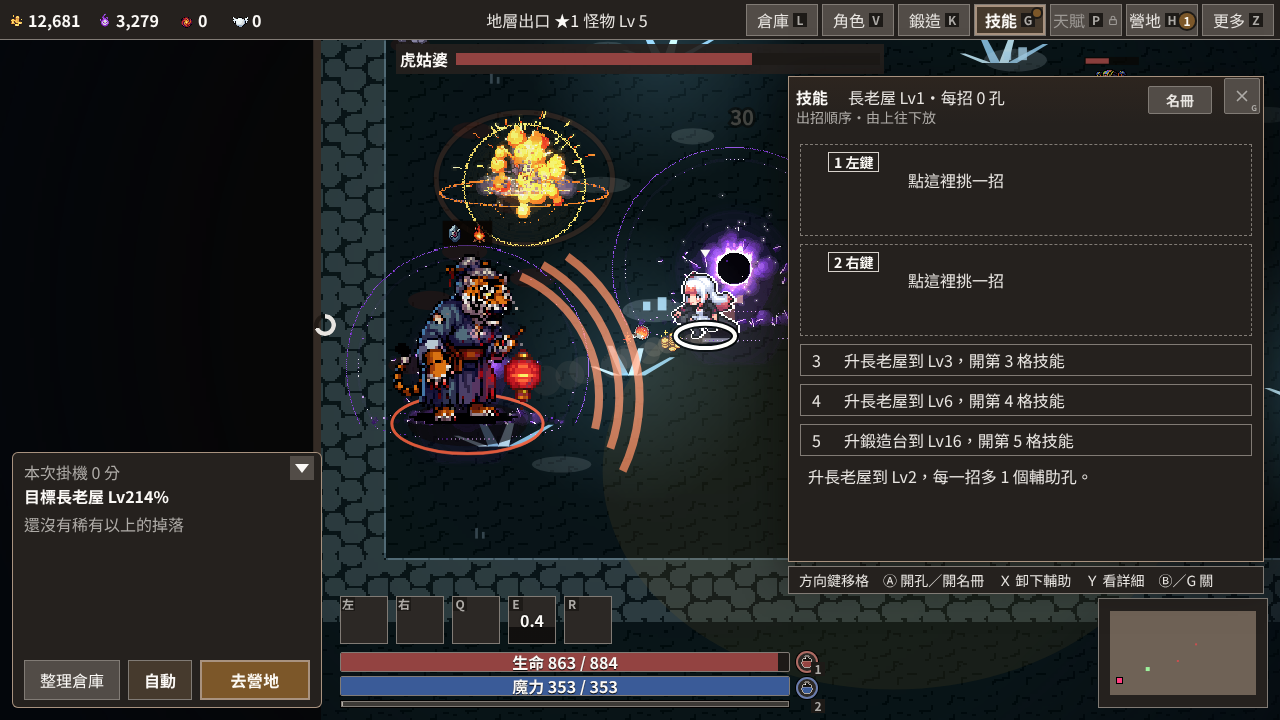 12,681 3,279 0 0 地層出口 ★1 怪物 Lv 5 倉庫 L 角色 V 鍛造 K 技能 G 天賦 P 營地 H 1 更多 Z
虎姑婆
30
技能 長老屋 Lv1・每招 0 孔 名冊 × G
出招順序・由上往下放
1 左鍵
點這裡挑一招
2 右鍵
點這裡挑一招
3 升長老屋到 Lv3，開第 3 格技能
4 升長老屋到 Lv6，開第 4 格技能
5 升鍛造台到 Lv16，開第 5 格技能
升長老屋到 Lv2，每一招多 1 個輔助孔。
方向鍵移格 Ⓐ 開孔／開名冊 X 卸下輔助 Y 看詳細 Ⓑ／G 關
本次掛機 0 分
目標長老屋 Lv214%
還沒有稀有以上的掉落
整理倉庫 自動 去營地
左 右 Q E R
0.4
生命 863 / 884 1
魔力 353 / 353 2